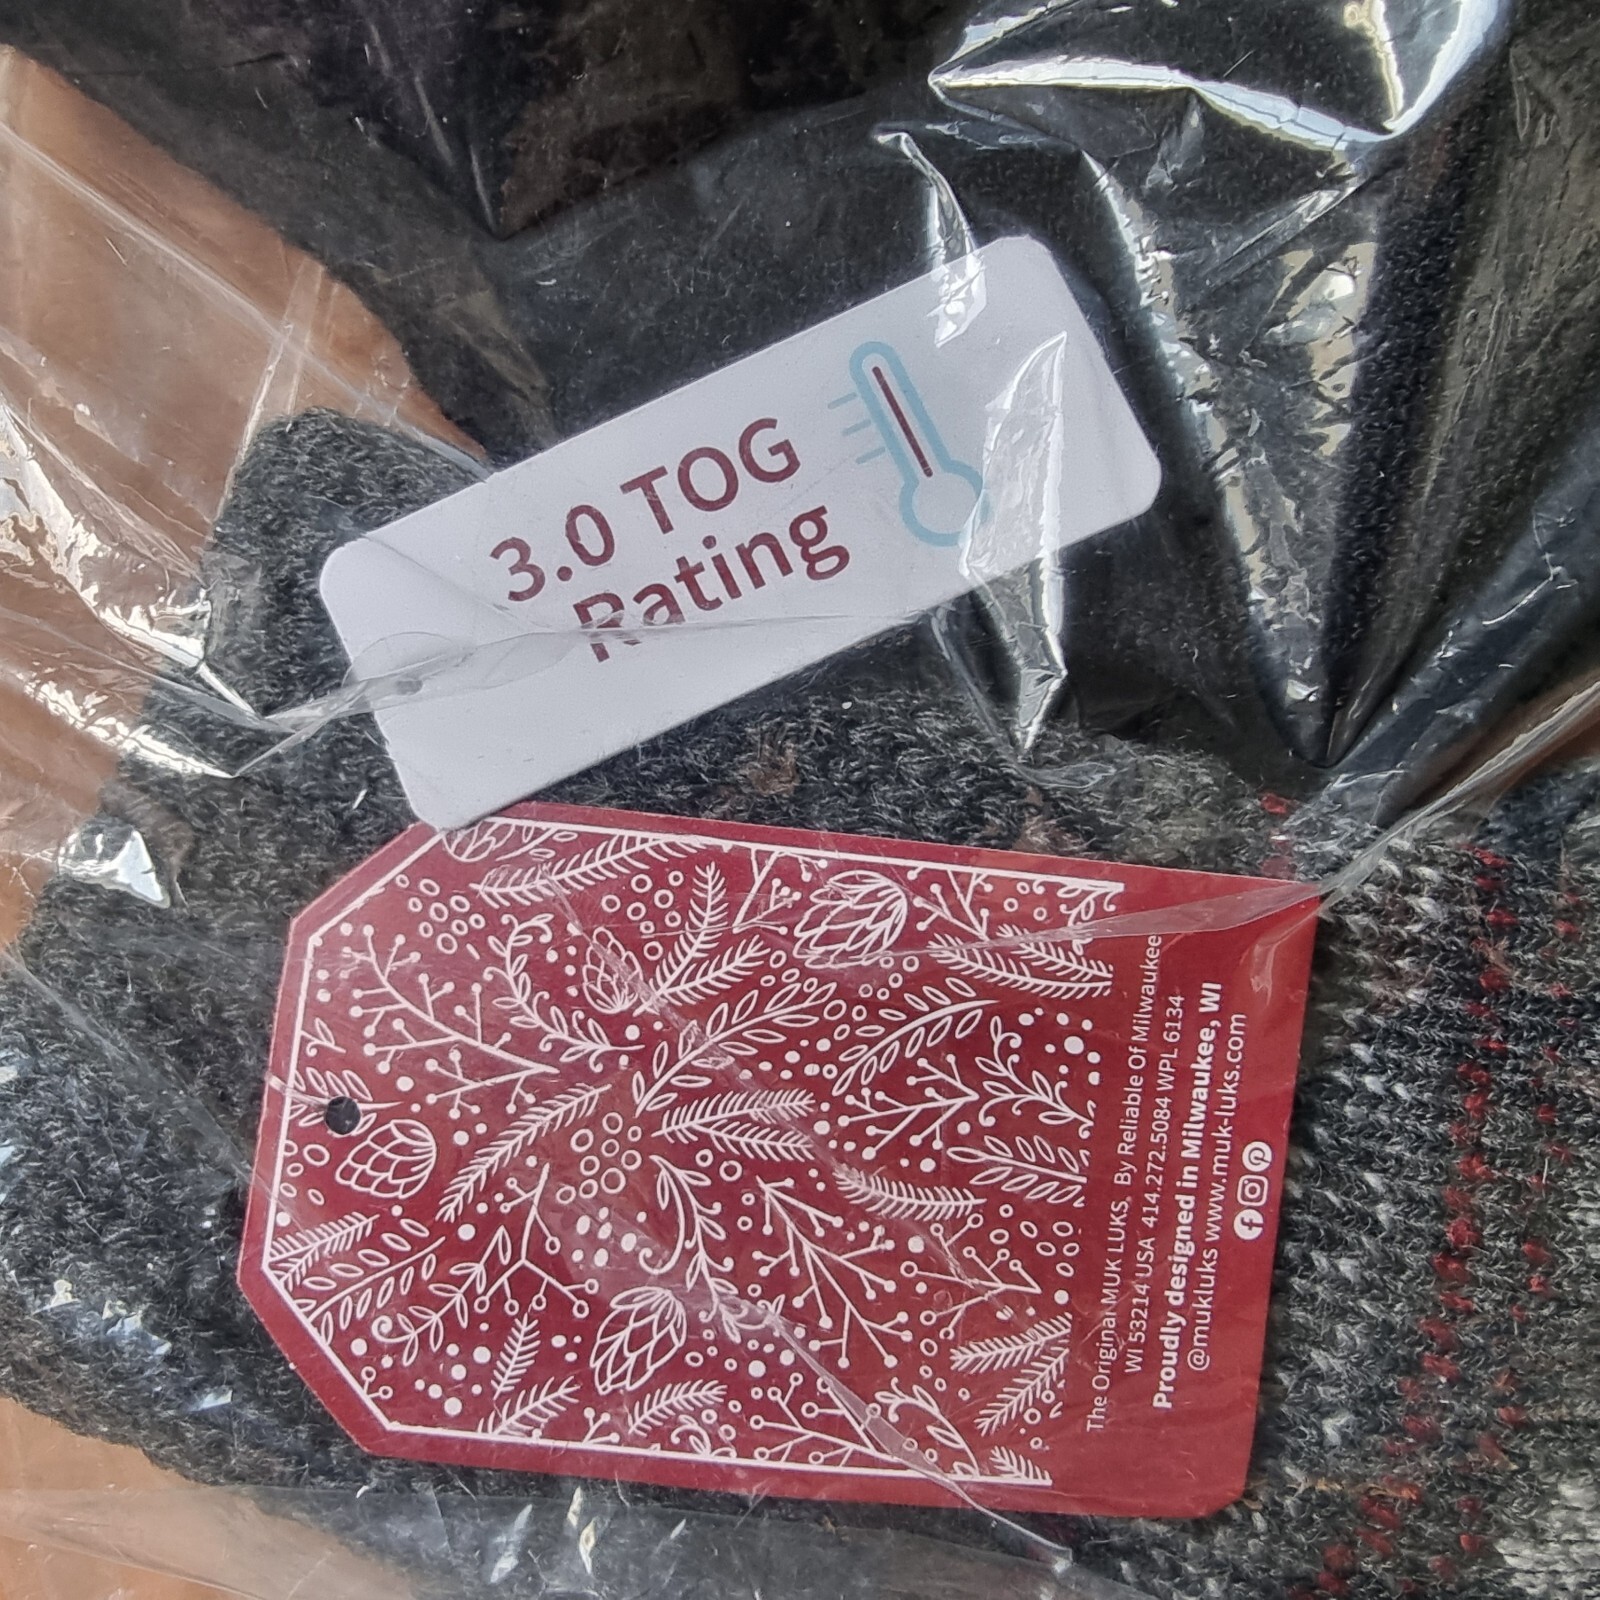 3.0 TOG
Rating
The Original MUK LUKS® By Reliable Of Milwaukee
WI 53214 USA 414.272.5084 WPL 6134
Proudly designed in Milwaukee, WI
@mukluks www.muk-luks.com